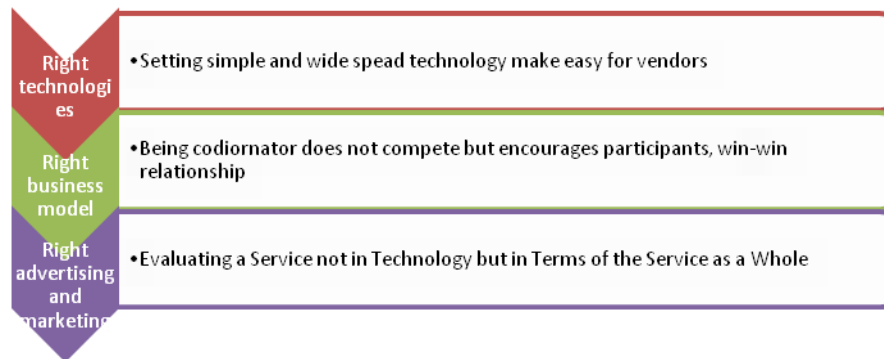 Right
technologi
es
•Setting simple and wide spead technology make easy for vendors
Right
business
model
•Being codiornator does not compete but encourages participants, win-win
relationship
Right
advertising
and
marketing
•Evaluating a Service not in Technology but in Terms of the Service as a Whole